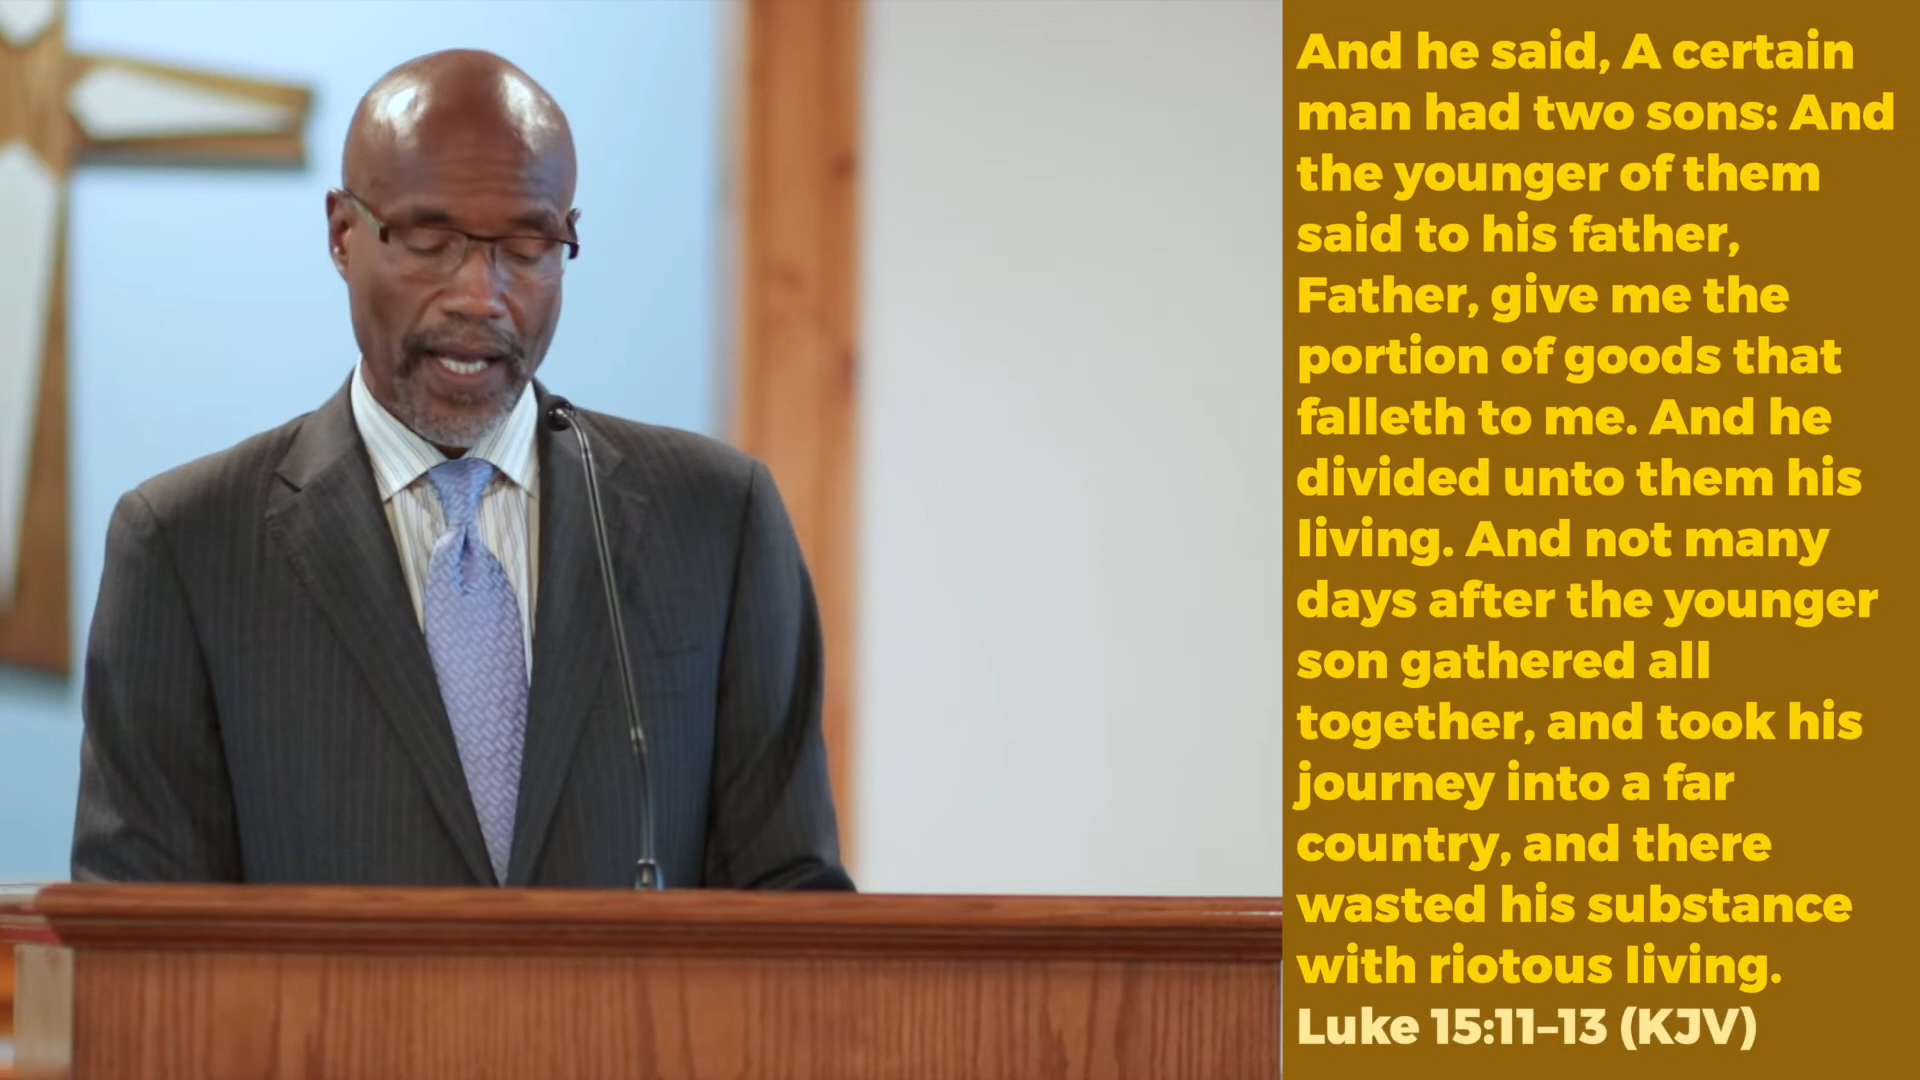 And he said, A certain
man had two sons: And
the younger of them
said to his father,
Father, give me the
portion of goods that
falleth to me. And he
divided unto them his
living. And not many
days after the younger
son gathered all
together, and took his
journey into a far
country, and there
wasted his substance
with riotous living.
Luke 15:11–13 (KJV)